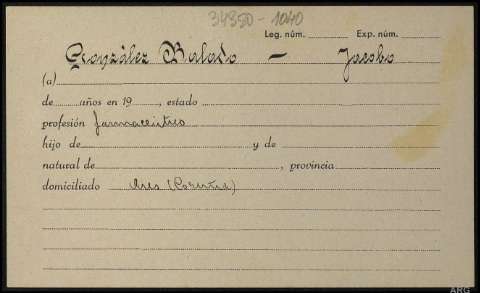 34350-1040
Leg. núm. Exp. núm.
González Balado — Jacobo
(a)
de años en 19 , estado
profesión farmacéutico
hijo de y de
natural de , provincia
domiciliado Ares (Coruña)
ARG